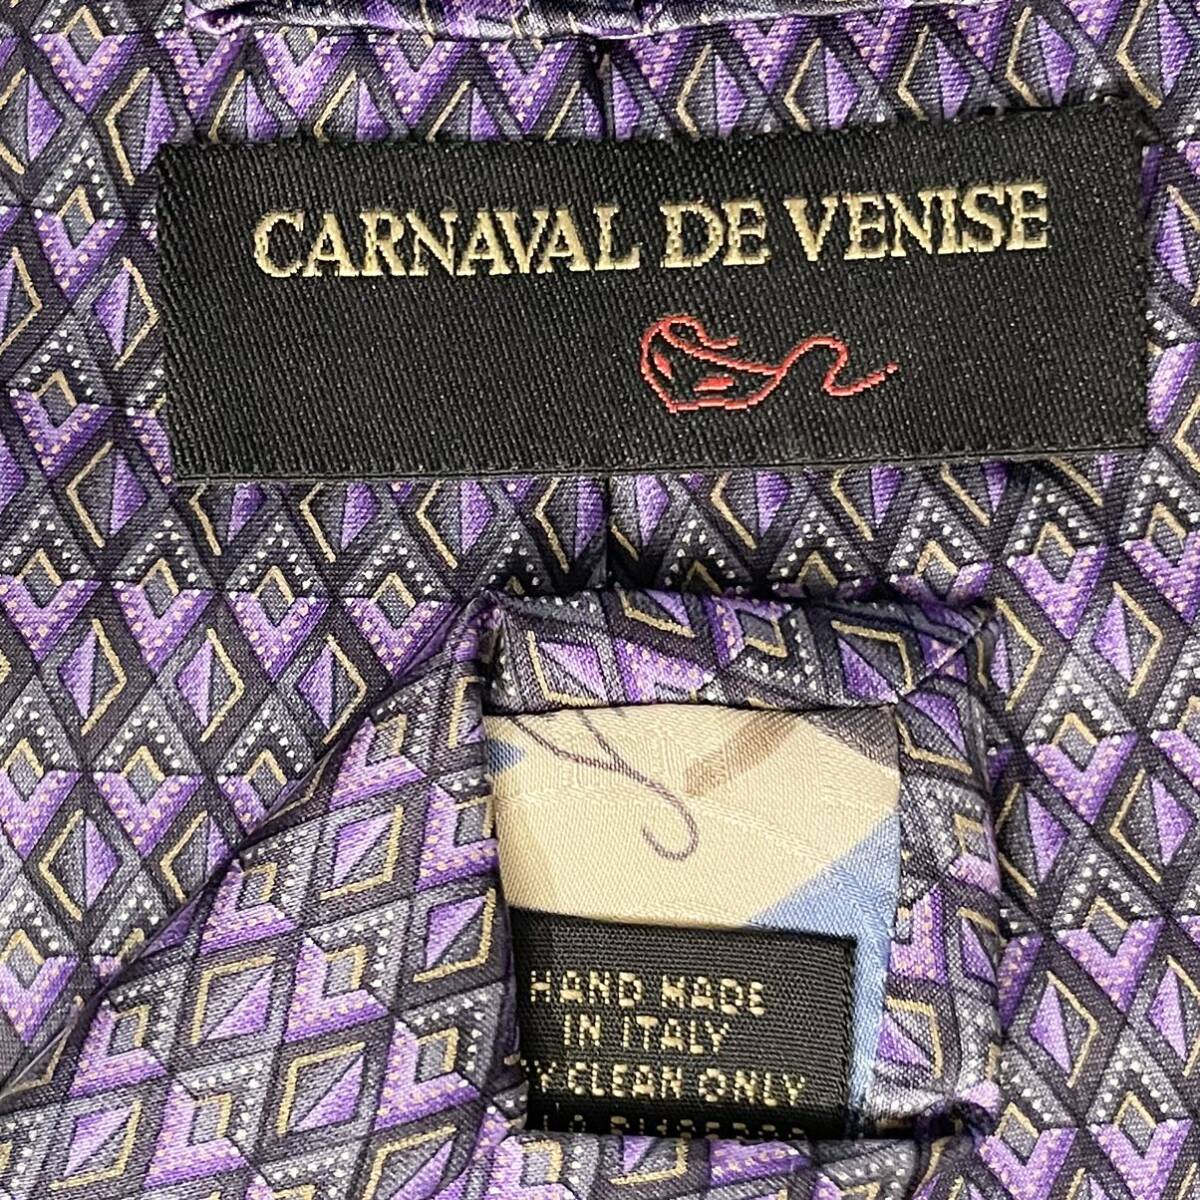 CARNAVAL DE VENISE
HAND MADE
IN ITALY
Y CLEAN ONLY